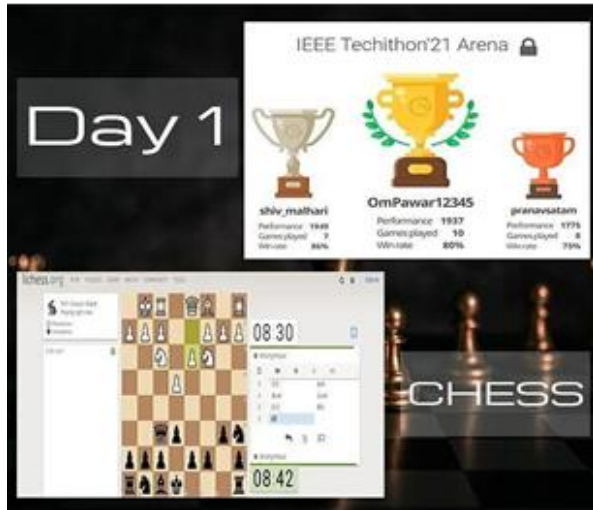 IEEE Techithon'21 Arena
Day 1
shiv_malhari
Performance 1949
Games played 7
Win rate 86%
OmPawar12345
Performance 1937
Games played 10
Win rate 80%
pranavsatam
Performance 1775
Games played 8
Win rate 75%
lichess.org
08:30
Anonymous
CHESS
Anonymous
08:42